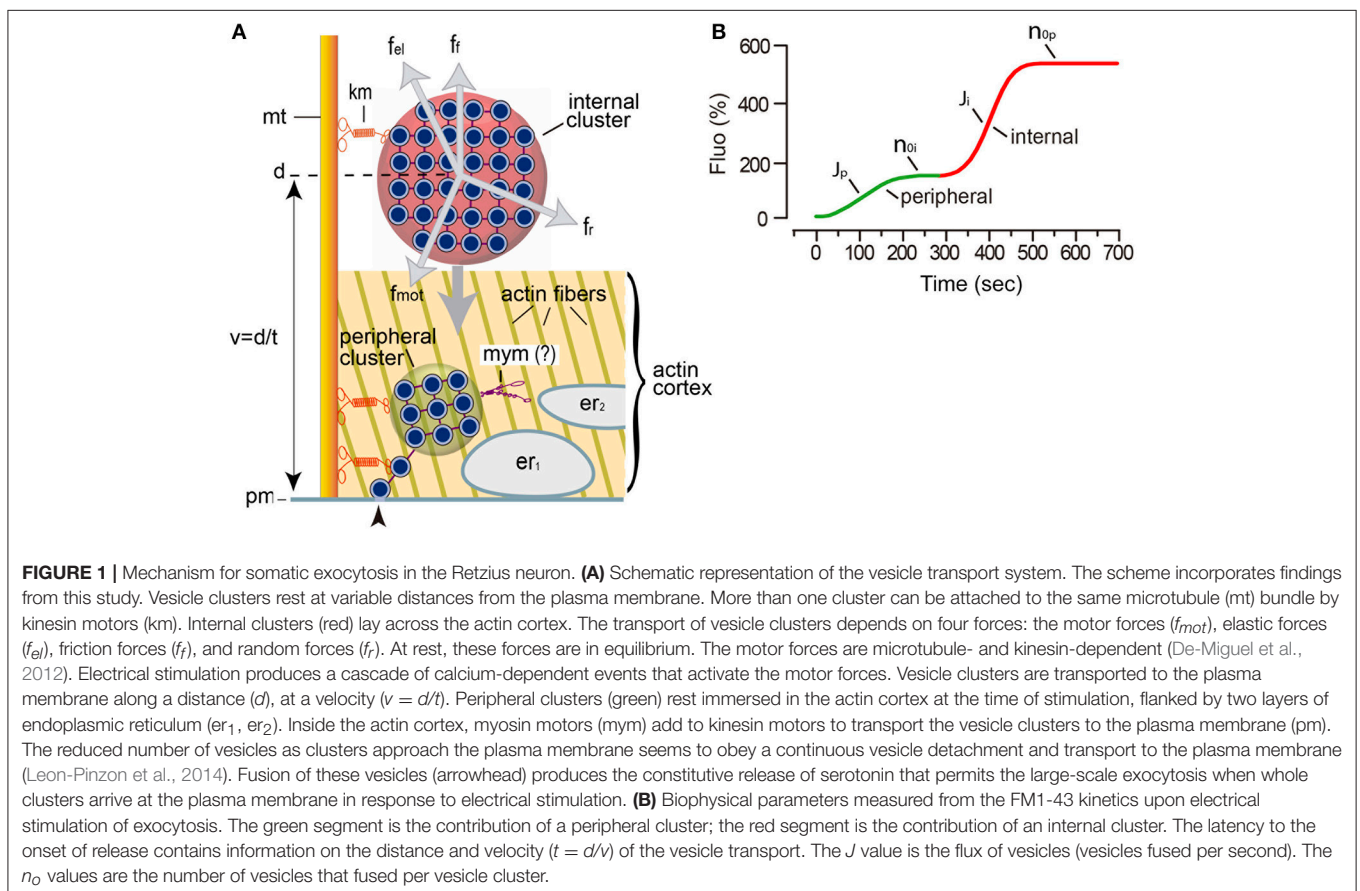 A
f_el
f_f
km
internal
cluster
mt
d
f_r
f_mot
actin fibers
v=d/t
peripheral
cluster
mym (?)
actin
cortex
er₂
er₁
pm
B
n_0p
600
J_i
Fluo (%)
400
internal
n_0i
200
J_p
peripheral
0
0 100 200 300 400 500 600 700
Time (sec)
FIGURE 1 | Mechanism for somatic exocytosis in the Retzius neuron. (A) Schematic representation of the vesicle transport system. The scheme incorporates findings
from this study. Vesicle clusters rest at variable distances from the plasma membrane. More than one cluster can be attached to the same microtubule (mt) bundle by
kinesin motors (km). Internal clusters (red) lay across the actin cortex. The transport of vesicle clusters depends on four forces: the motor forces (f_mot), elastic forces
(f_el), friction forces (f_f), and random forces (f_r). At rest, these forces are in equilibrium. The motor forces are microtubule- and kinesin-dependent (De-Miguel et al.,
2012). Electrical stimulation produces a cascade of calcium-dependent events that activate the motor forces. Vesicle clusters are transported to the plasma
membrane along a distance (d), at a velocity (v = d/t). Peripheral clusters (green) rest immersed in the actin cortex at the time of stimulation, flanked by two layers of
endoplasmic reticulum (er₁, er₂). Inside the actin cortex, myosin motors (mym) add to kinesin motors to transport the vesicle clusters to the plasma membrane (pm).
The reduced number of vesicles as clusters approach the plasma membrane seems to obey a continuous vesicle detachment and transport to the plasma membrane
(Leon-Pinzon et al., 2014). Fusion of these vesicles (arrowhead) produces the constitutive release of serotonin that permits the large-scale exocytosis when whole
clusters arrive at the plasma membrane in response to electrical stimulation. (B) Biophysical parameters measured from the FM1-43 kinetics upon electrical
stimulation of exocytosis. The green segment is the contribution of a peripheral cluster; the red segment is the contribution of an internal cluster. The latency to the
onset of release contains information on the distance and velocity (t = d/v) of the vesicle transport. The J value is the flux of vesicles (vesicles fused per second). The
n_o values are the number of vesicles that fused per vesicle cluster.